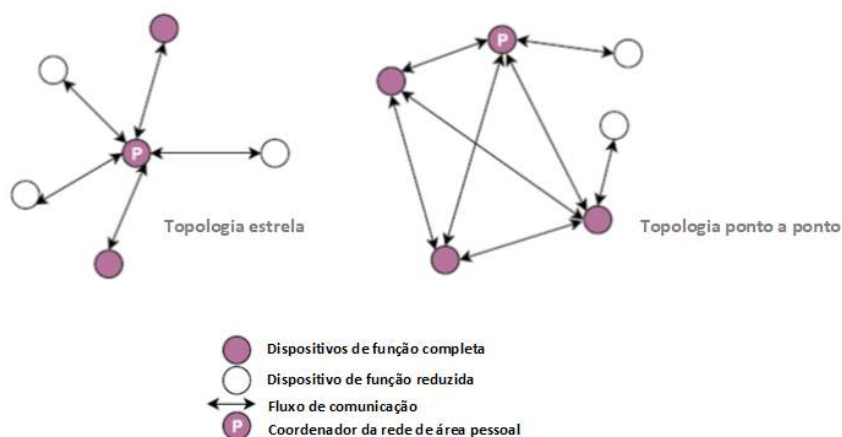 P
P
Topologia estrela
Topologia ponto a ponto
Dispositivos de função completa
Dispositivo de função reduzida
Fluxo de comunicação
P
Coordenador da rede de área pessoal